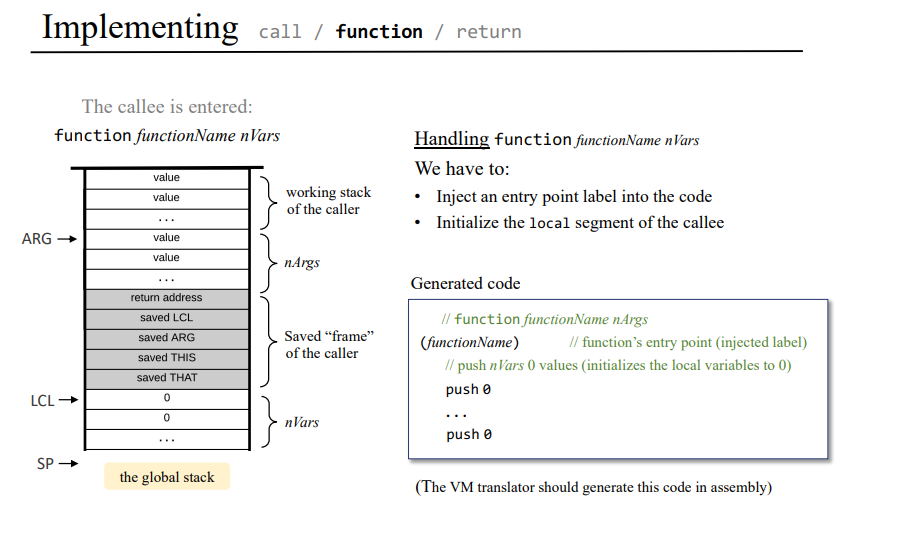 Implementing call / function / return
The callee is entered:
function functionName nVars
value
value
...
working stack
of the caller
ARG
value
value
...
nArgs
return address
saved LCL
saved ARG
saved THIS
saved THAT
Saved “frame”
of the caller
LCL
0
0
...
nVars
SP
the global stack
Handling function functionName nVars
We have to:
• Inject an entry point label into the code
• Initialize the local segment of the callee
Generated code
// function functionName nArgs
(functionName) // function’s entry point (injected label)
// push nVars 0 values (initializes the local variables to 0)
push 0
...
push 0
(The VM translator should generate this code in assembly)